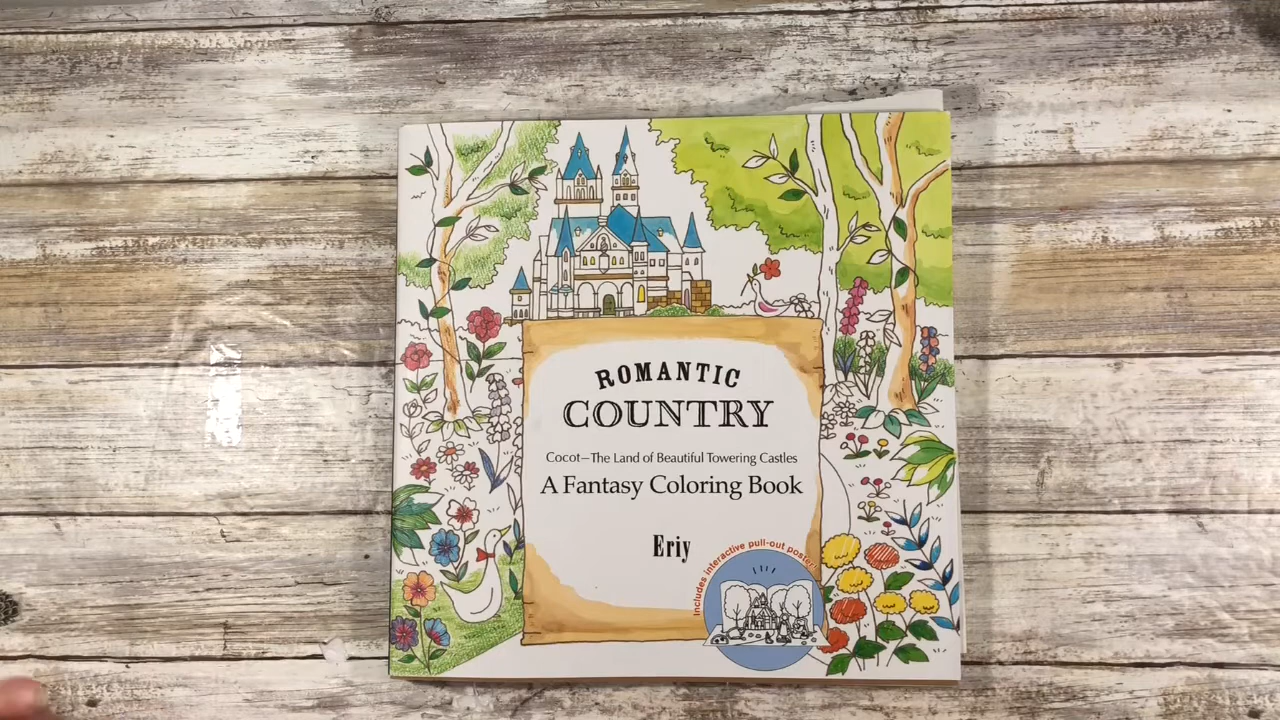 ROMANTIC
COUNTRY
Cocot—The Land of Beautiful Towering Castles
A Fantasy Coloring Book
Eriy
Includes interactive pull-out poster!